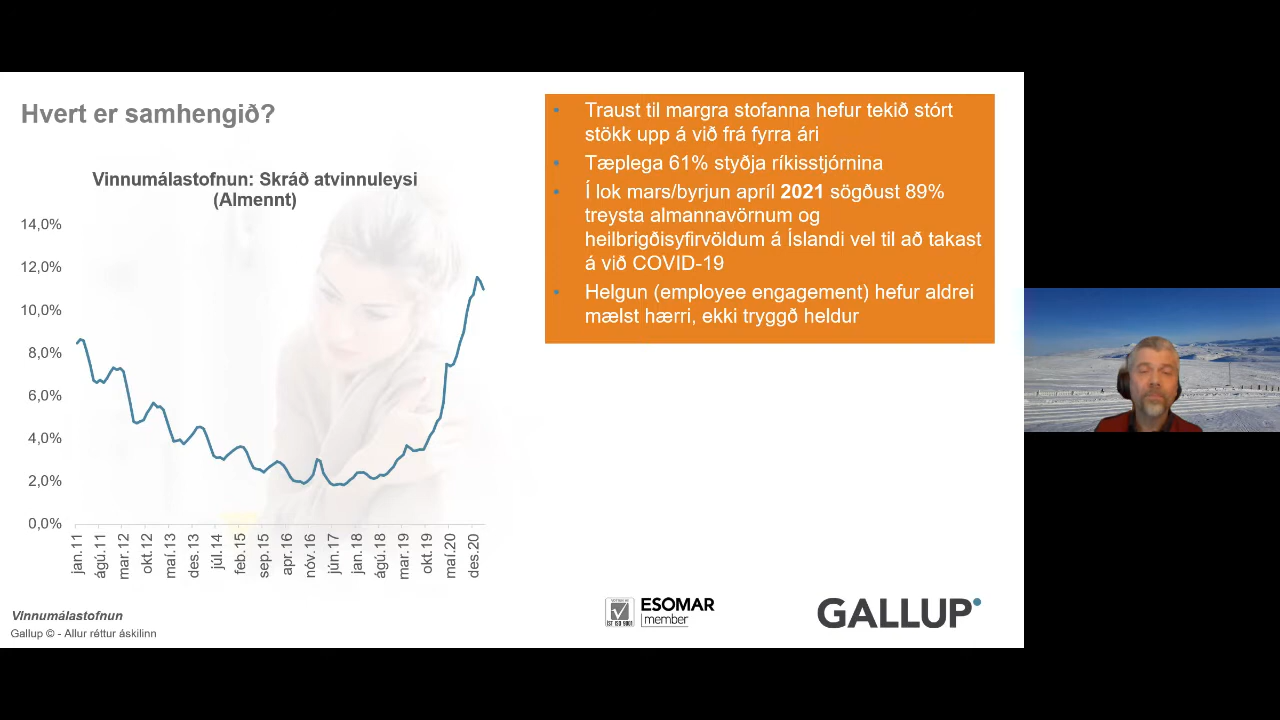 Hvert er samhengið?
Vinnumálastofnun: Skráð atvinnuleysi
(Almennt)
14,0%
12,0%
10,0%
8,0%
6,0%
4,0%
2,0%
0,0%
jan.11
ágú.11
mar.12
okt.12
maí.13
des.13
júl.14
feb.15
sep.15
apr.16
nóv.16
jún.17
jan.18
ágú.18
mar.19
okt.19
maí.20
des.20
• Traust til margra stofanna hefur tekið stórt
stökk upp á við frá fyrra ári
• Tæplega 61% styðja ríkisstjórnina
• Í lok mars/byrjun apríl 2021 sögðust 89%
treysta almannavörnum og
heilbrigðisyfirvöldum á Íslandi vel til að takast
á við COVID-19
• Helgun (employee engagement) hefur aldrei
mælst hærri, ekki tryggð heldur
Vinnumálastofnun
Gallup © - Allur réttur áskilinn
IST ISO 9001
ESOMAR
member
GALLUP